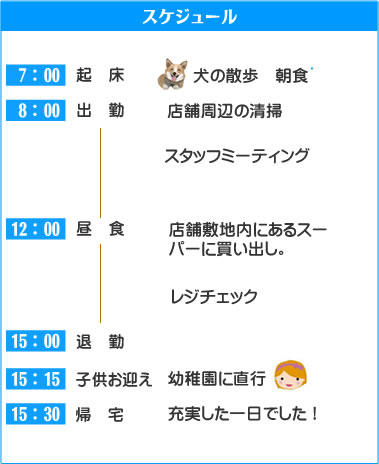 スケジュール
7：00 起 床 犬の散歩 朝食
8：00 出 勤 店舗周辺の清掃
スタッフミーティング
12：00 昼 食 店舗敷地内にあるスー
パーに買い出し。
レジチェック
15：00 退 勤
15：15 子供お迎え 幼稚園に直行
15：30 帰 宅 充実した一日でした！